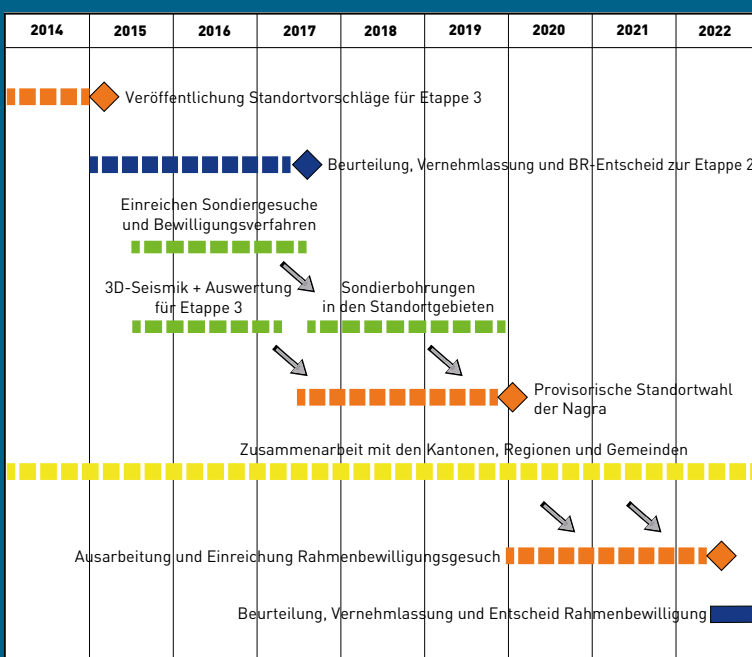 2014 2015 2016 2017 2018 2019 2020 2021 2022
Veröffentlichung Standortvorschläge für Etappe 3
Beurteilung, Vernehmlassung und BR-Entscheid zur Etappe 2
Einreichen Sondiergesuche
und Bewilligungsverfahren
3D-Seismik + Auswertung
für Etappe 3
Sondierbohrungen
in den Standortgebieten
Provisorische Standortwahl
der Nagra
Zusammenarbeit mit den Kantonen, Regionen und Gemeinden
Ausarbeitung und Einreichung Rahmenbewilligungsgesuch
Beurteilung, Vernehmlassung und Entscheid Rahmenbewilligung